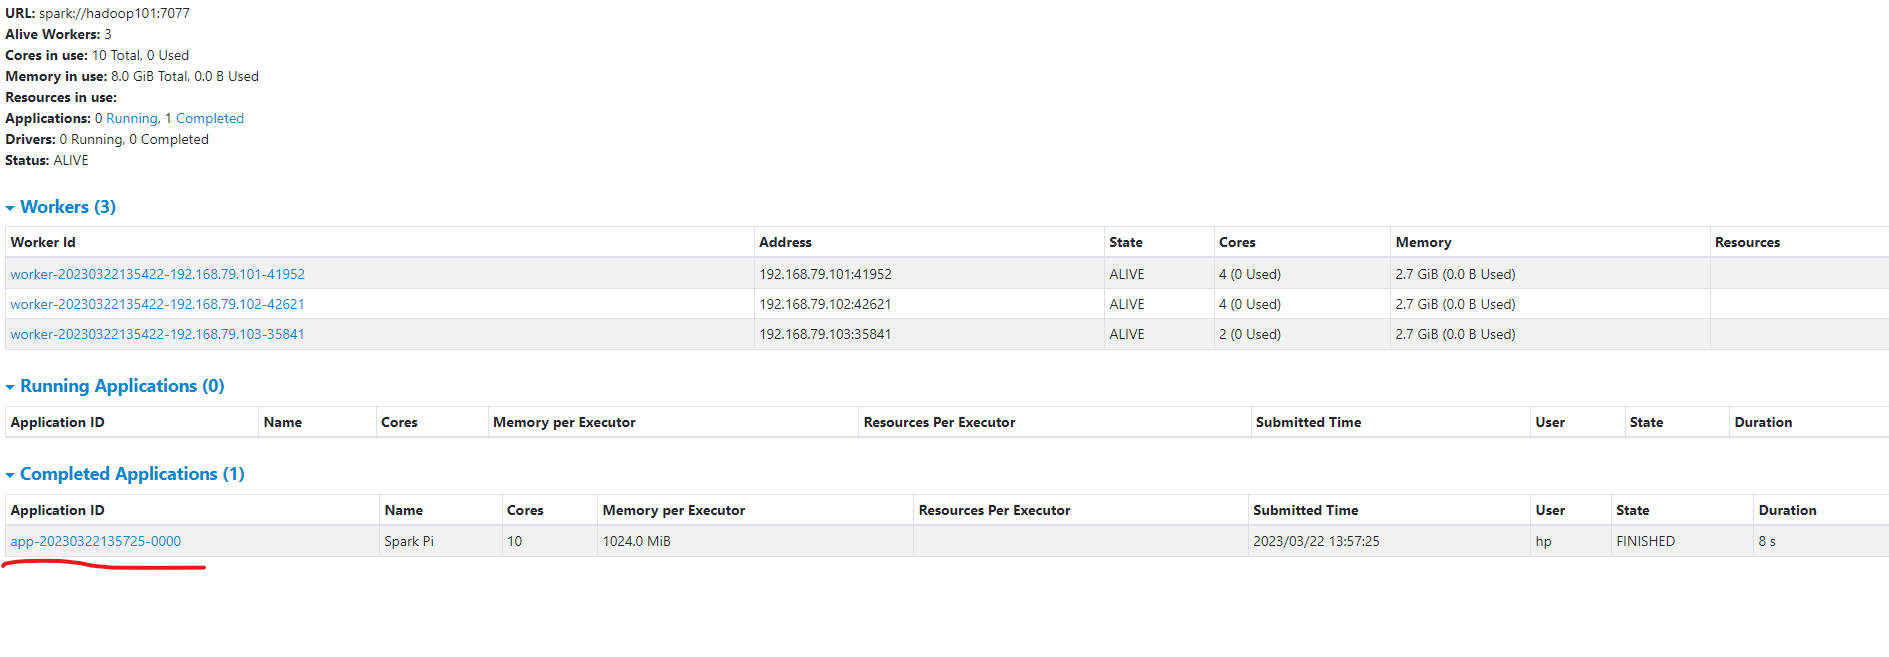 URL: spark://hadoop101:7077
Alive Workers: 3
Cores in use: 10 Total, 0 Used
Memory in use: 8.0 GiB Total, 0.0 B Used
Resources in use:
Applications: 0 Running, 1 Completed
Drivers: 0 Running, 0 Completed
Status: ALIVE
Workers (3)
Worker Id Address State Cores Memory Resources
worker-20230322135422-192.168.79.101-41952 192.168.79.101:41952 ALIVE 4 (0 Used) 2.7 GiB (0.0 B Used)
worker-20230322135422-192.168.79.102-42621 192.168.79.102:42621 ALIVE 4 (0 Used) 2.7 GiB (0.0 B Used)
worker-20230322135422-192.168.79.103-35841 192.168.79.103:35841 ALIVE 2 (0 Used) 2.7 GiB (0.0 B Used)
Running Applications (0)
Application ID Name Cores Memory per Executor Resources Per Executor Submitted Time User State Duration
Completed Applications (1)
Application ID Name Cores Memory per Executor Resources Per Executor Submitted Time User State Duration
app-20230322135725-0000 Spark Pi 10 1024.0 MiB 2023/03/22 13:57:25 hp FINISHED 8 s